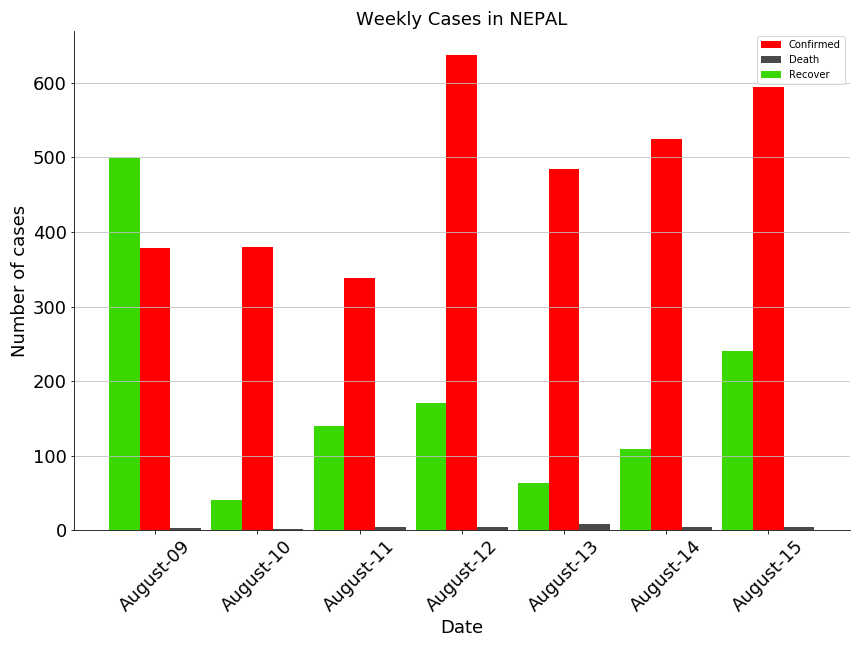 Weekly Cases in NEPAL
Confirmed
Death
Recover
Number of cases
600
500
400
300
200
100
0
August-09
August-10
August-11
August-12
August-13
August-14
August-15
Date